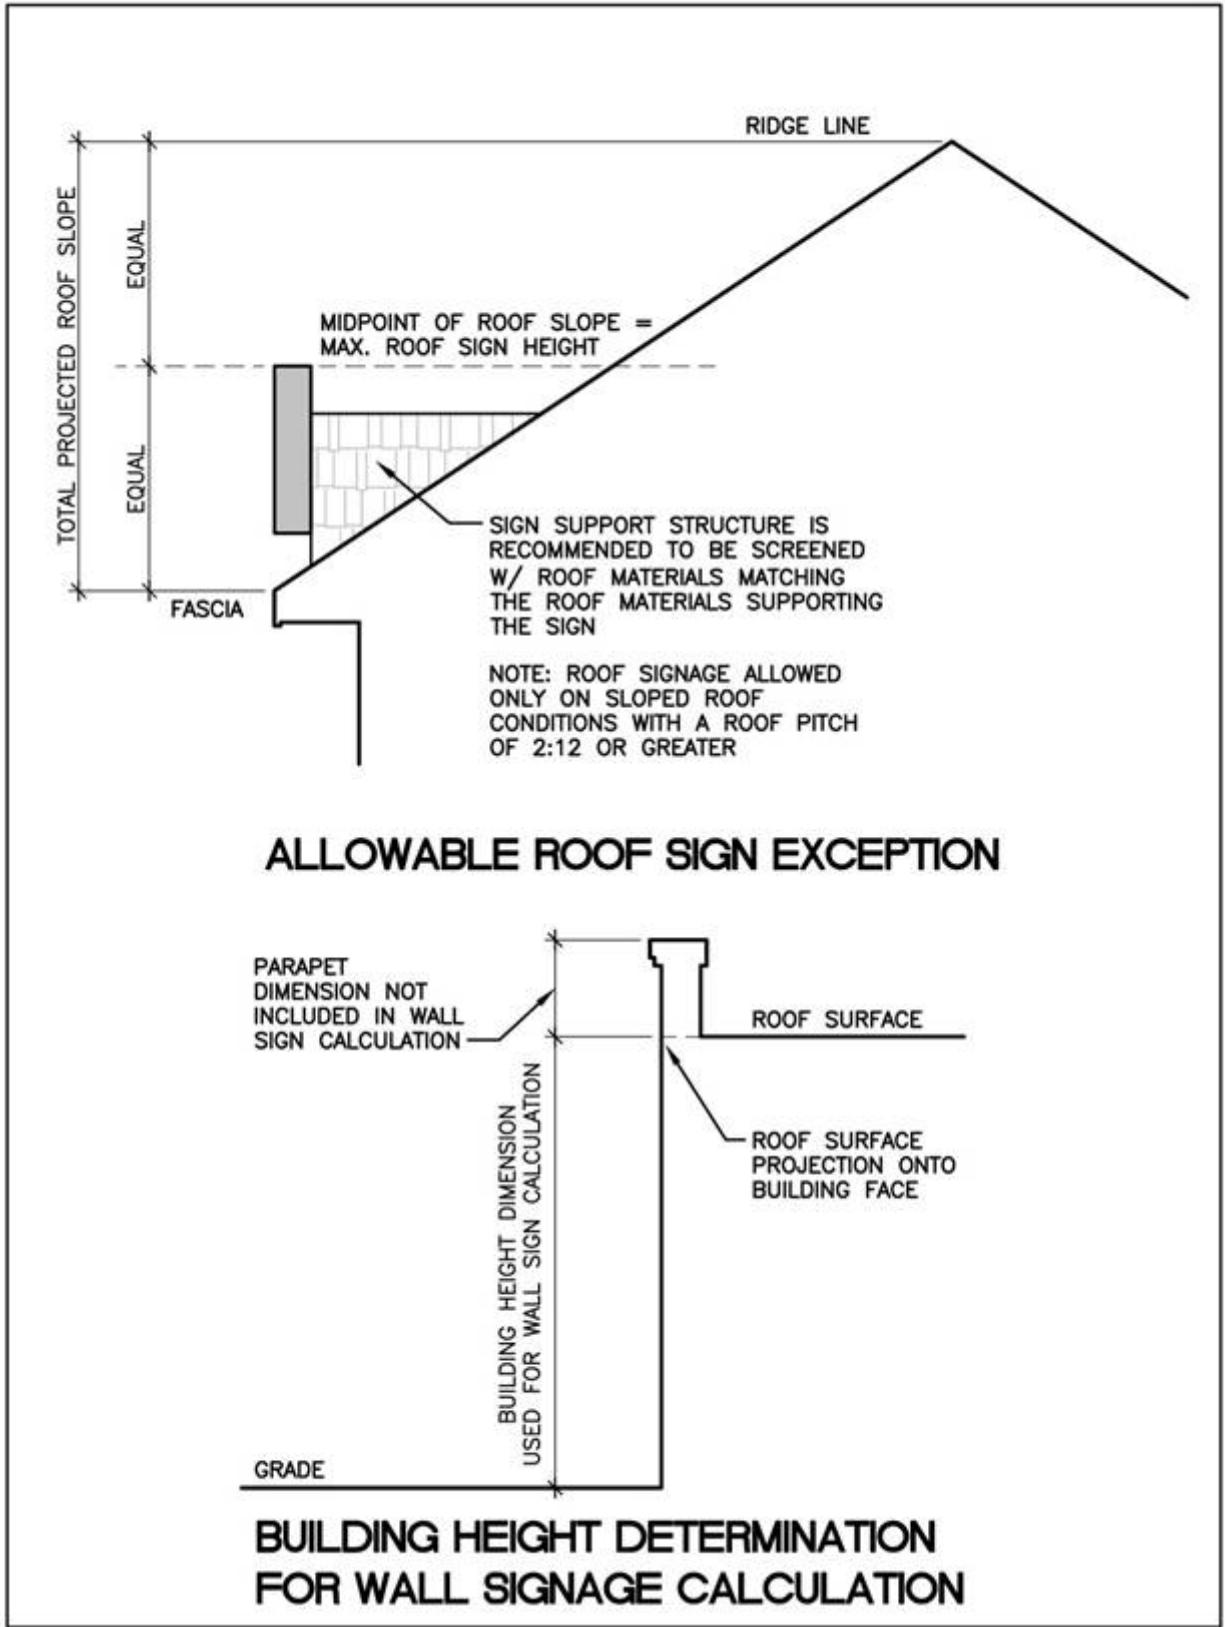 RIDGE LINE
TOTAL PROJECTED ROOF SLOPE
EQUAL
MIDPOINT OF ROOF SLOPE =
MAX. ROOF SIGN HEIGHT
EQUAL
SIGN SUPPORT STRUCTURE IS
RECOMMENDED TO BE SCREENED
W/ ROOF MATERIALS MATCHING
THE ROOF MATERIALS SUPPORTING
THE SIGN
FASCIA
NOTE: ROOF SIGNAGE ALLOWED
ONLY ON SLOPED ROOF
CONDITIONS WITH A ROOF PITCH
OF 2:12 OR GREATER
ALLOWABLE ROOF SIGN EXCEPTION
PARAPET
DIMENSION NOT
INCLUDED IN WALL
SIGN CALCULATION
ROOF SURFACE
BUILDING HEIGHT DIMENSION
USED FOR WALL SIGN CALCULATION
ROOF SURFACE
PROJECTION ONTO
BUILDING FACE
GRADE
BUILDING HEIGHT DETERMINATION
FOR WALL SIGNAGE CALCULATION